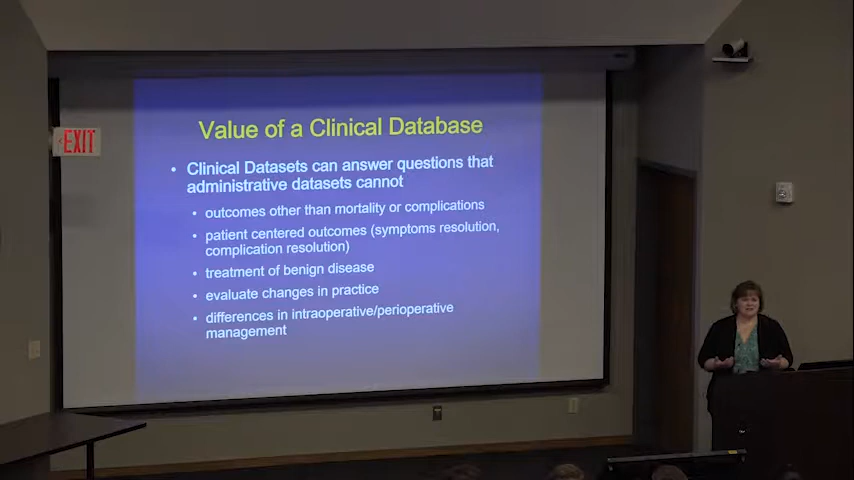 Value of a Clinical Database
EXIT
• Clinical Datasets can answer questions that
administrative datasets cannot
• outcomes other than mortality or complications
• patient centered outcomes (symptoms resolution,
complication resolution)
• treatment of benign disease
• evaluate changes in practice
• differences in intraoperative/perioperative
management